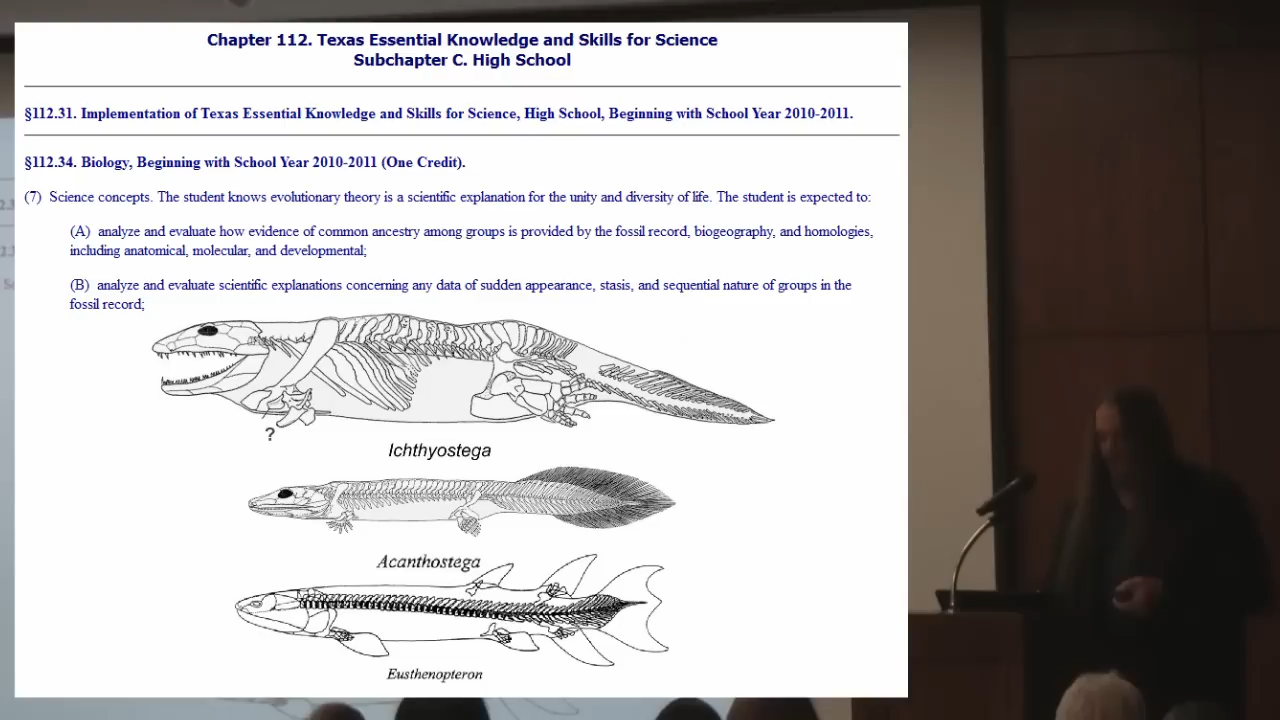 Chapter 112. Texas Essential Knowledge and Skills for Science
Subchapter C. High School
§112.31. Implementation of Texas Essential Knowledge and Skills for Science, High School, Beginning with School Year 2010-2011.
§112.34. Biology, Beginning with School Year 2010-2011 (One Credit).
(7) Science concepts. The student knows evolutionary theory is a scientific explanation for the unity and diversity of life. The student is expected to:
(A) analyze and evaluate how evidence of common ancestry among groups is provided by the fossil record, biogeography, and homologies,
including anatomical, molecular, and developmental;
(B) analyze and evaluate scientific explanations concerning any data of sudden appearance, stasis, and sequential nature of groups in the
fossil record;
?
Ichthyostega
Acanthostega
Eusthenopteron